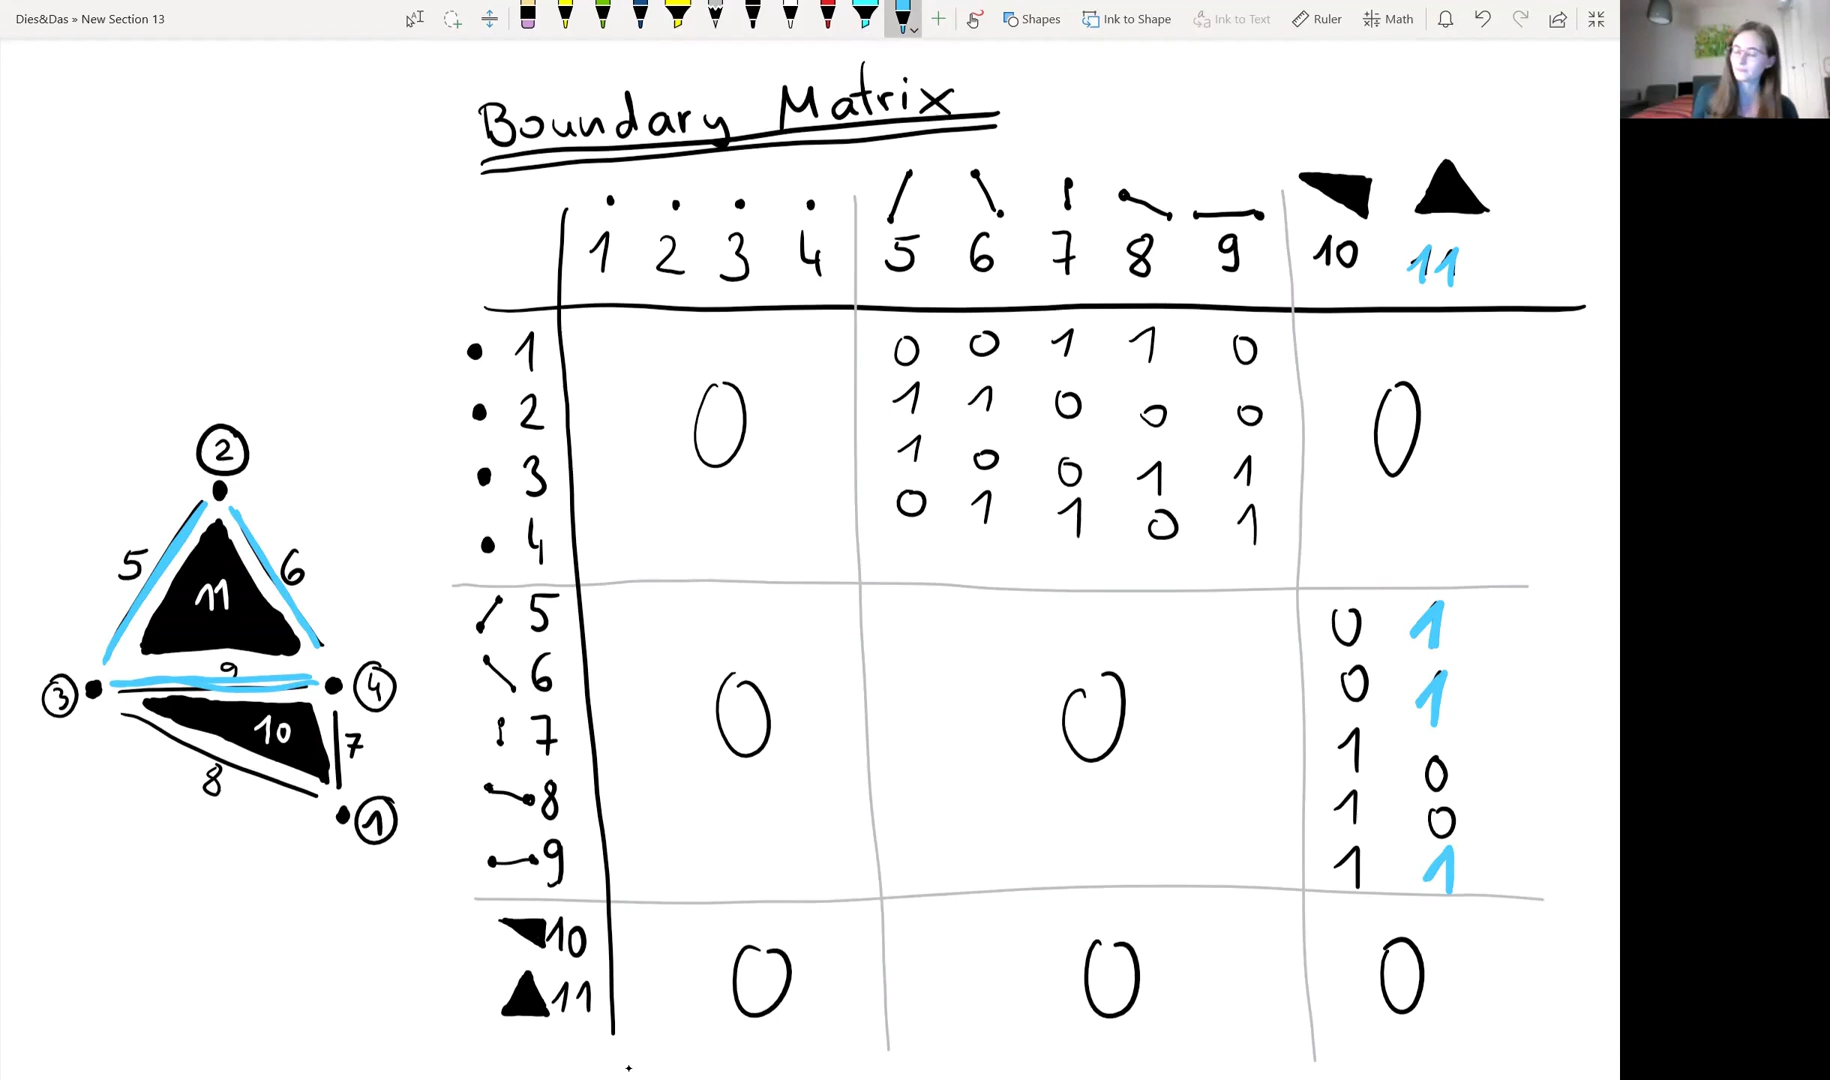 Dies&Das » New Section 13
Shapes Ink to Shape Ink to Text Ruler Math
Boundary Matrix
1 2 3 4 5 6 7 8 9 10 11
1 0 0 0 1 1 0 0
2 1 1 0 0 0
3 1 0 0 1 1
4 0 1 1 0 1
5 0 0 0 1
6 0 1
7 1 0
8 1 0
9 1 1
10 0 0 0
11
2
5 6
11
3 9 4
10 7
8
1